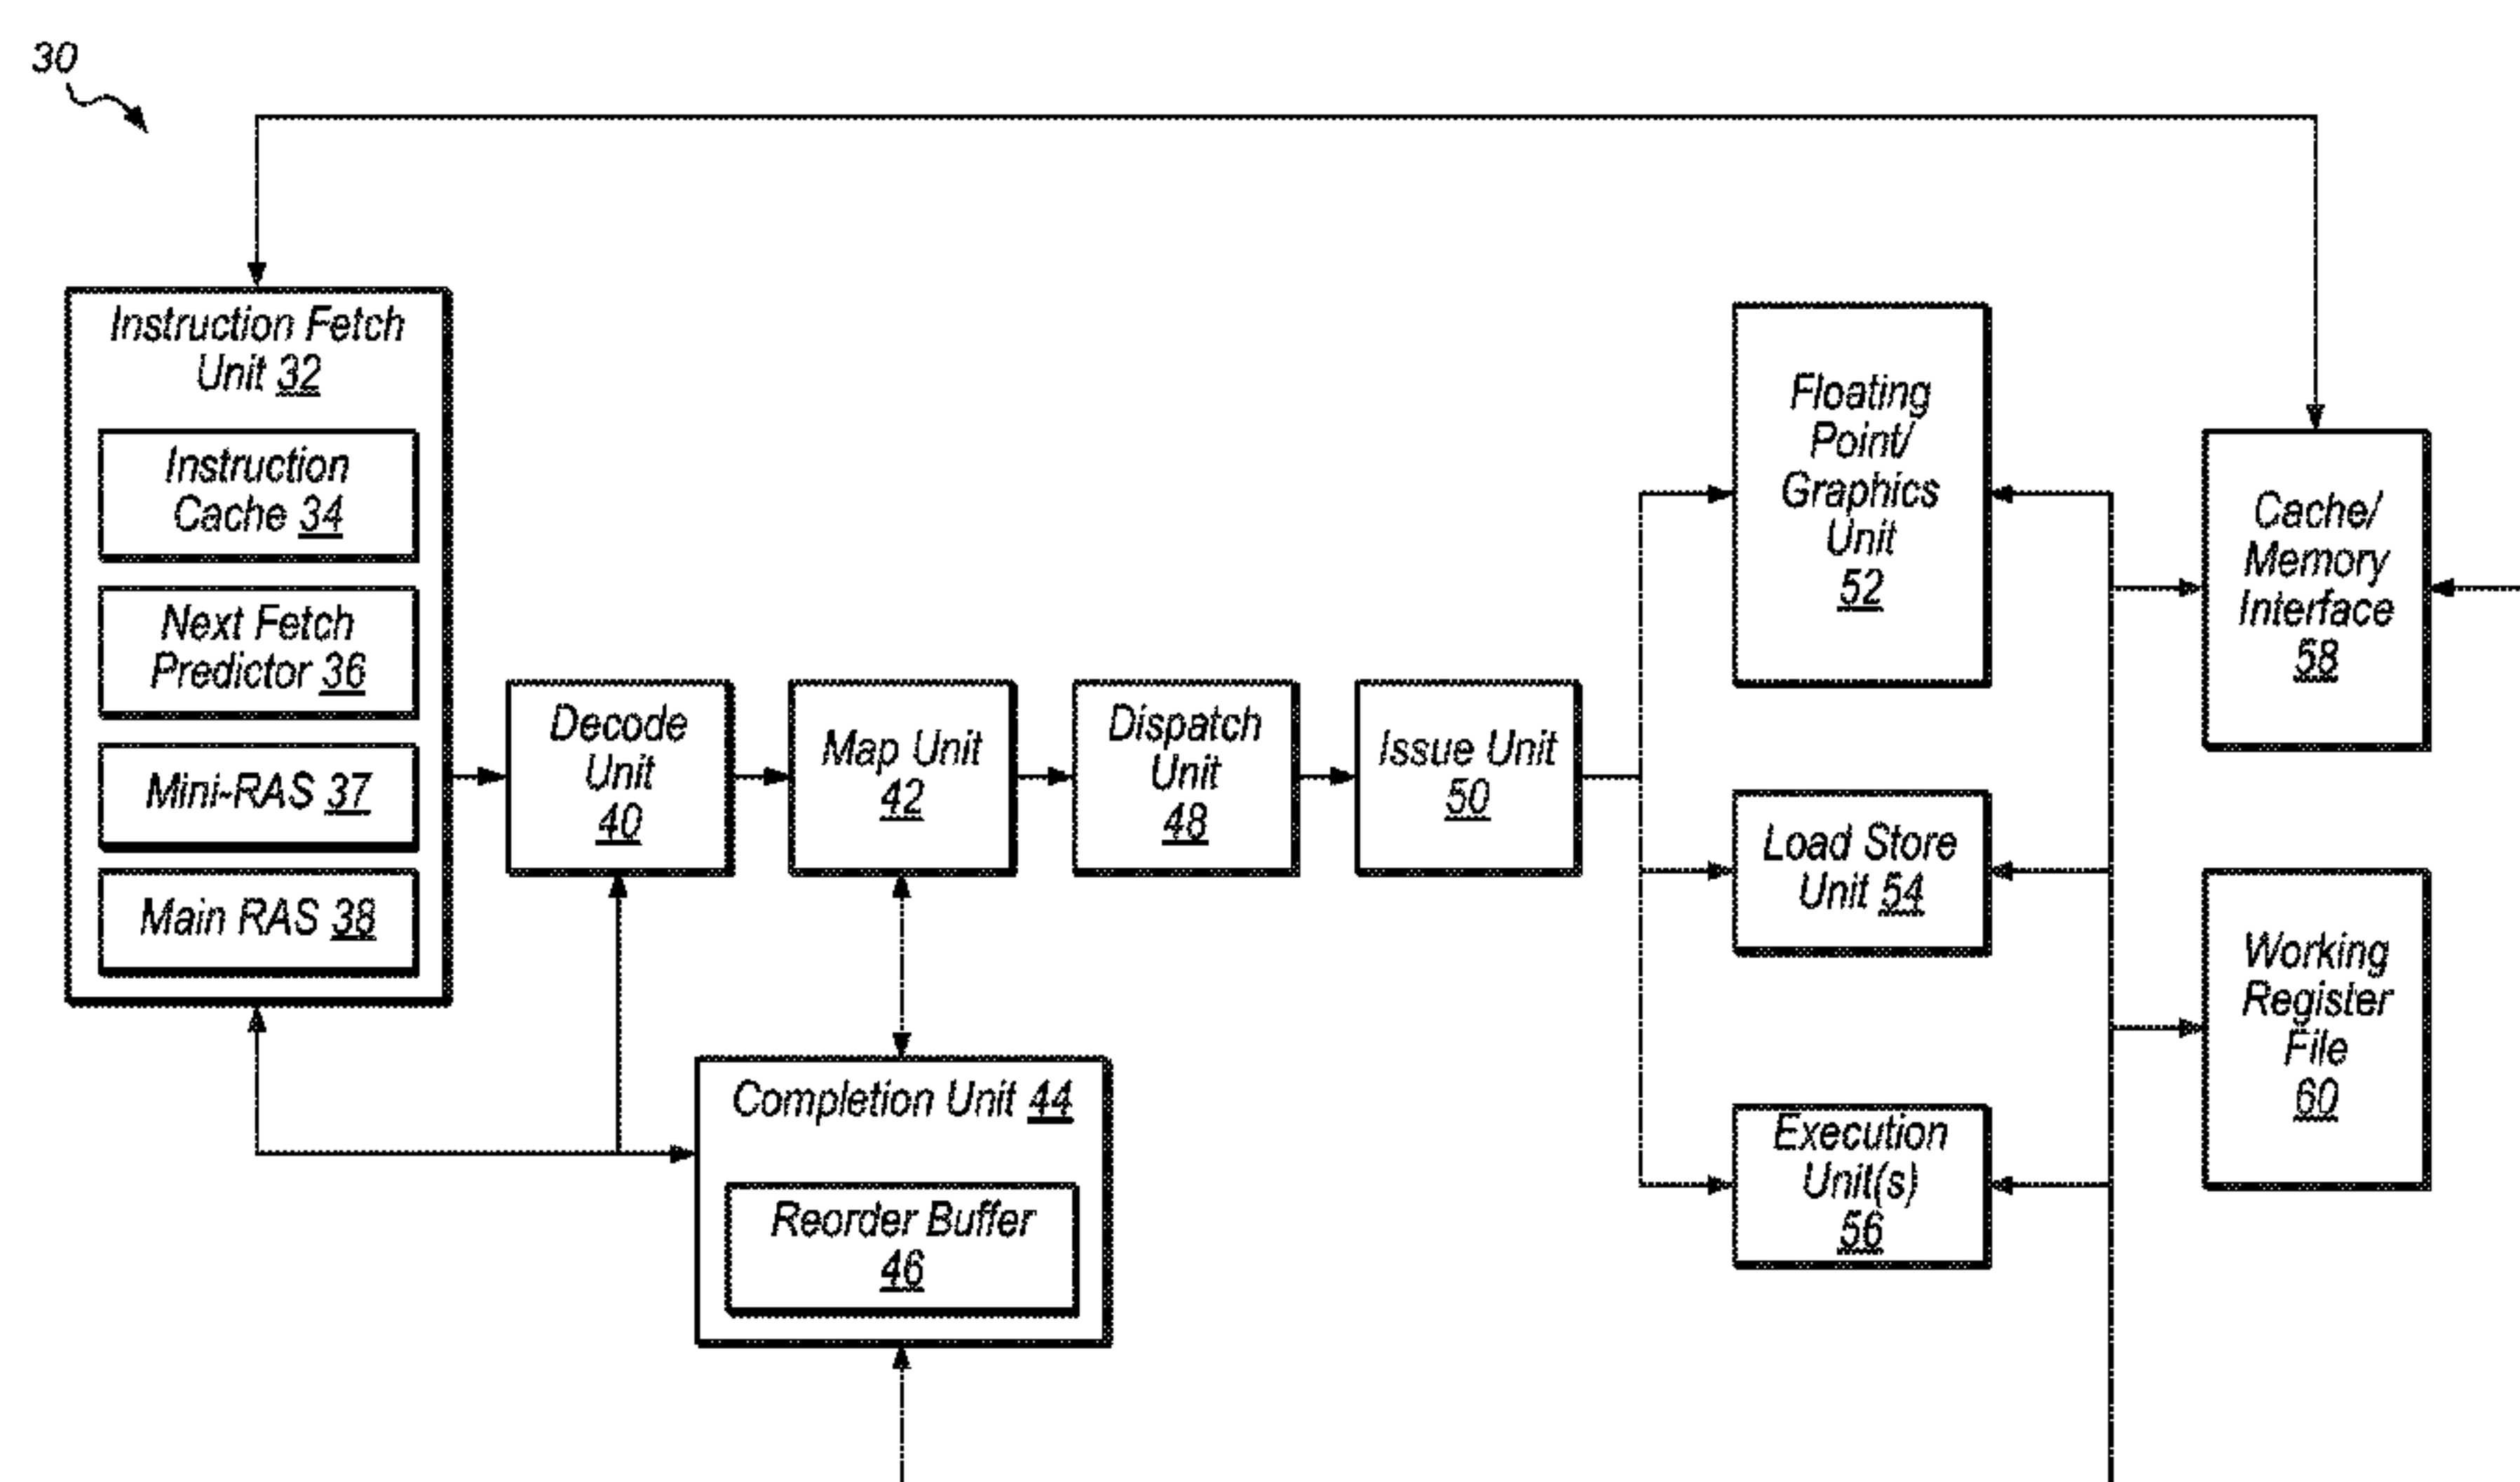 30
Instruction Fetch
Unit 32
Instruction
Cache 34
Next Fetch
Predictor 36
Mini-RAS 37
Main RAS 38
Decode
Unit
40
Map Unit
42
Dispatch
Unit
48
Issue Unit
50
Completion Unit 44
Reorder Buffer
46
Floating
Point/
Graphics
Unit
52
Load Store
Unit 54
Execution
Unit(s)
56
Cache/
Memory
Interface
58
Working
Register
File
60